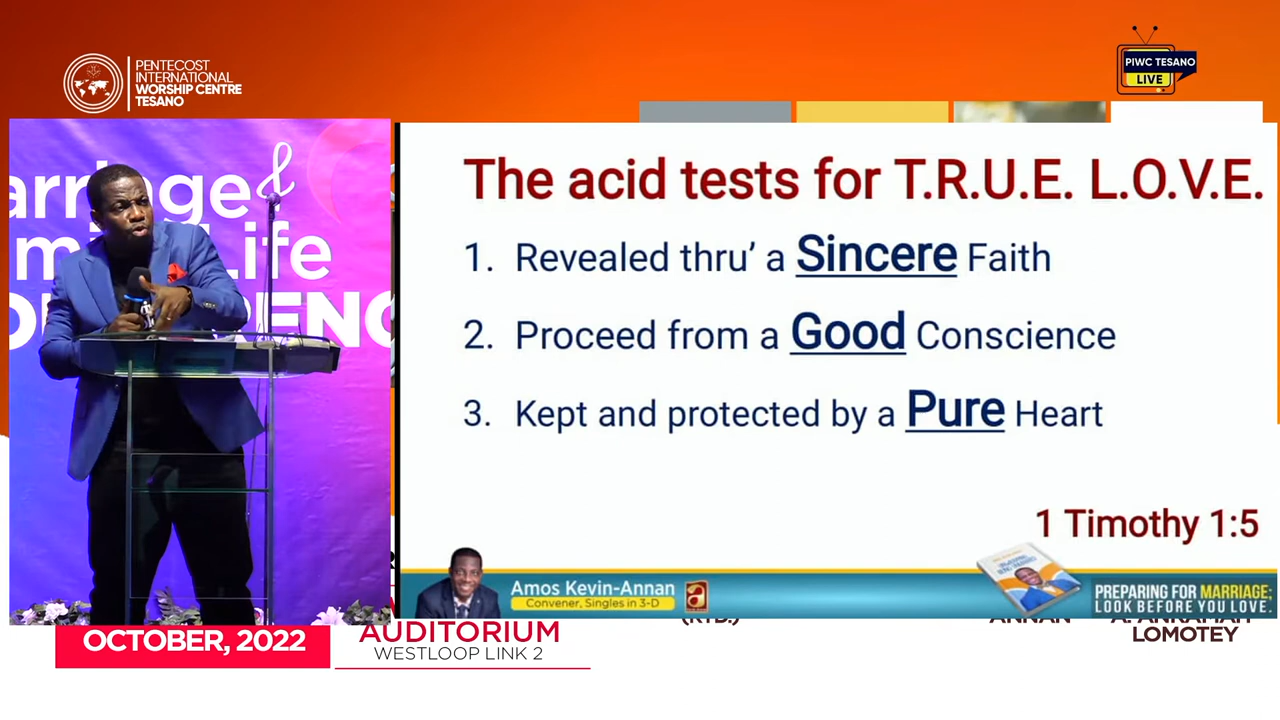 PENTECOST
INTERNATIONAL
WORSHIP CENTRE
TESANO
PIWC TESANO
LIVE
arriage&
Life
The acid tests for T.R.U.E. L.O.V.E.
1. Revealed thru’ a Sincere Faith
2. Proceed from a Good Conscience
3. Kept and protected by a Pure Heart
1 Timothy 1:5
Amos Kevin-Annan
Convener, Singles in 3-D
PREPARING FOR MARRIAGE;
LOOK BEFORE YOU LOVE.
OCTOBER, 2022
AUDITORIUM
WESTLOOP LINK 2
LOMOTEY